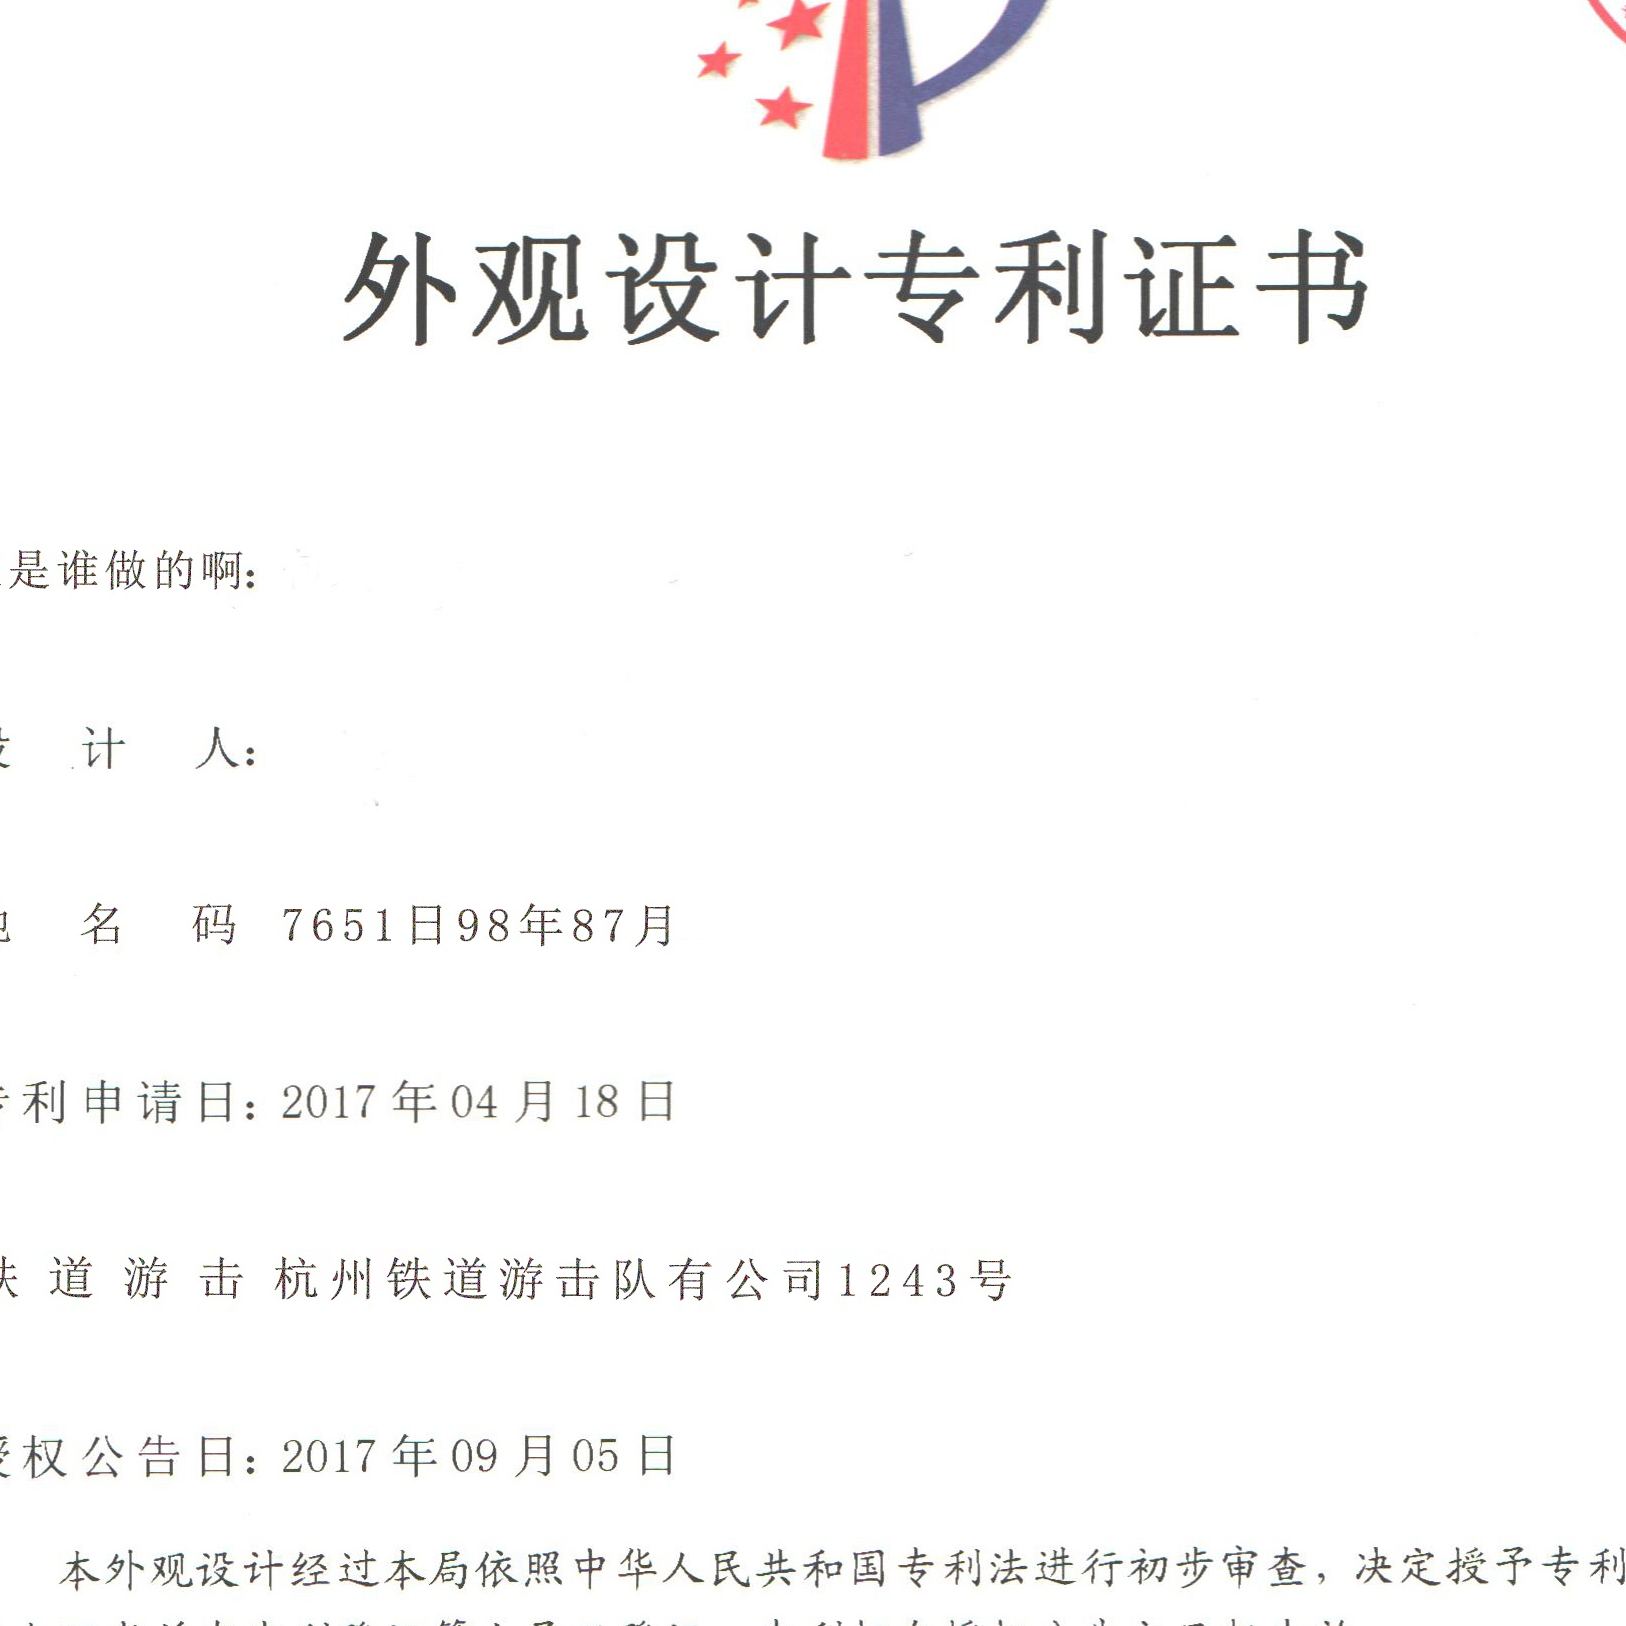 外观设计专利证书
是谁做的啊:
计 人:
名 码 7651日98年87月
利申请日: 2017年04月18日
道游击 杭州铁道游击队有公司1243号
权公告日: 2017年09月05日
本外观设计经过本局依照中华人民共和国专利法进行初步审查,决定授予专利